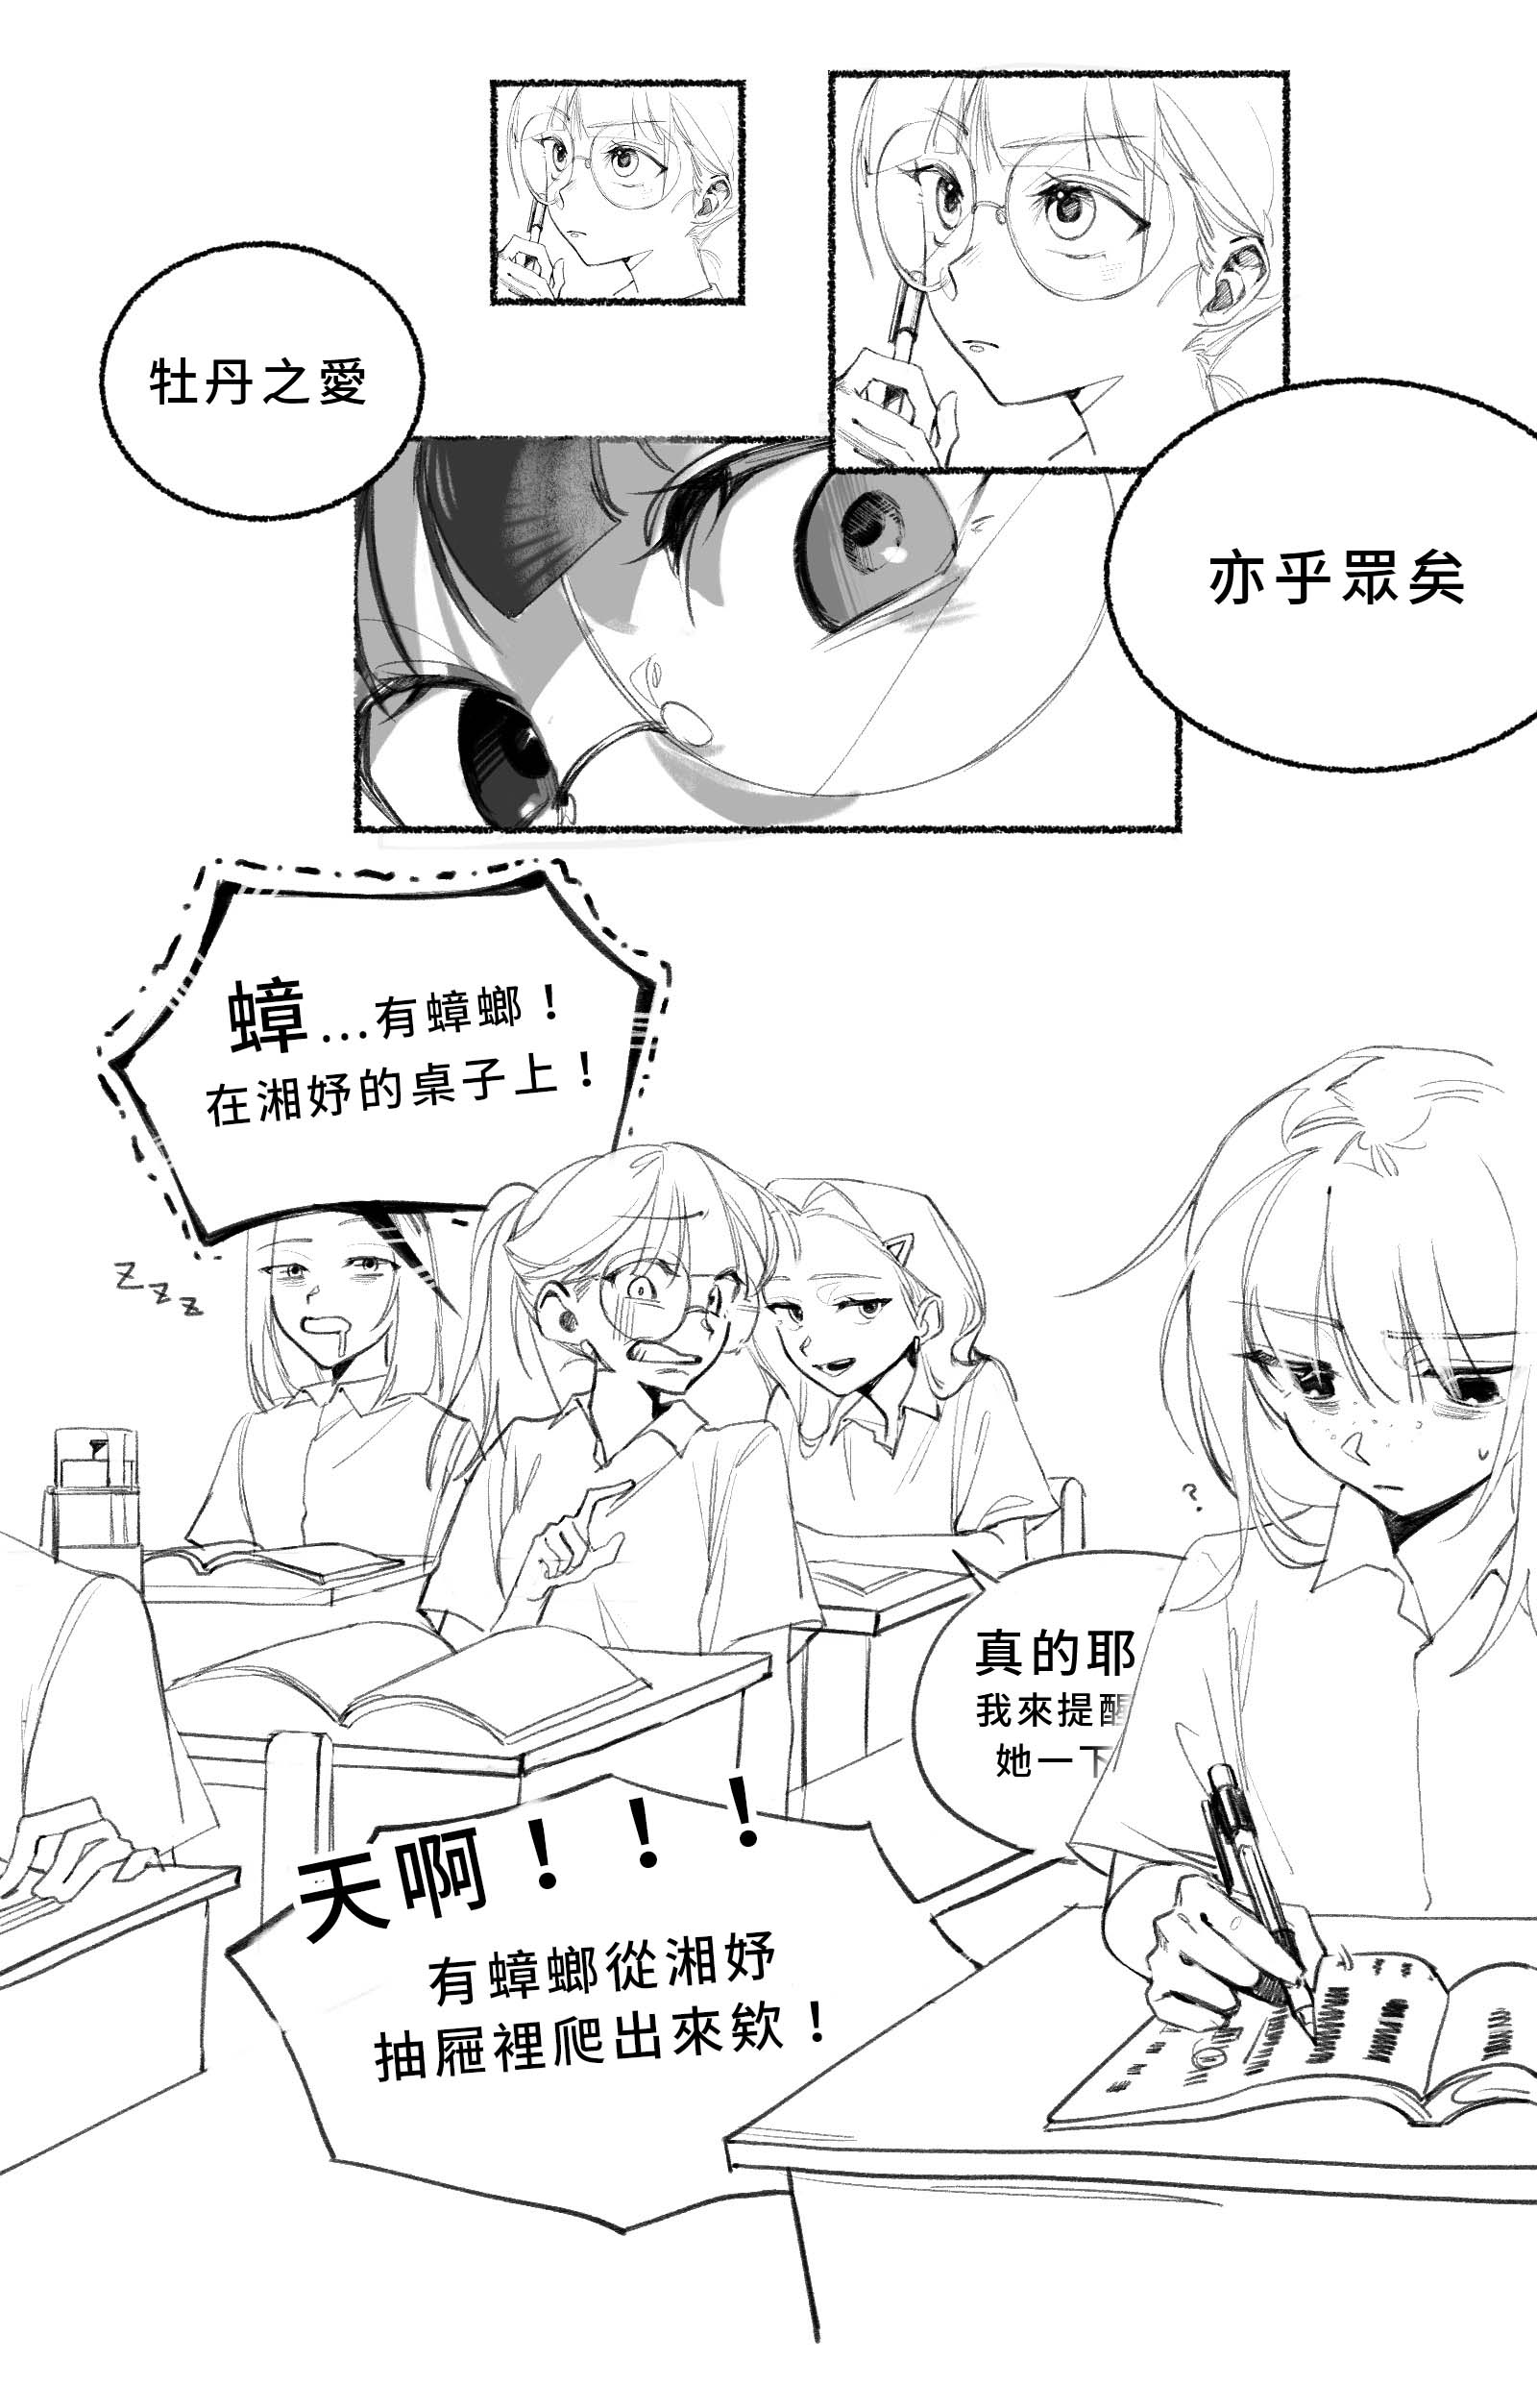 牡丹之愛
亦乎眾矣
蟑...有蟑螂！
在湘妤的桌子上！
zzz
?
真的耶
我來提醒
她一下
天啊！！！
有蟑螂從湘妤
抽屜裡爬出來欸！